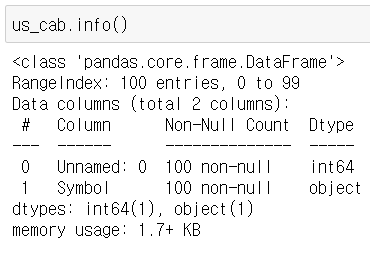 us_cab.info()
<class 'pandas.core.frame.DataFrame'>
RangeIndex: 100 entries, 0 to 99
Data columns (total 2 columns):
 #   Column      Non-Null Count  Dtype
---  ------      --------------  -----
 0   Unnamed: 0  100 non-null    int64
 1   Symbol      100 non-null    object
dtypes: int64(1), object(1)
memory usage: 1.7+ KB